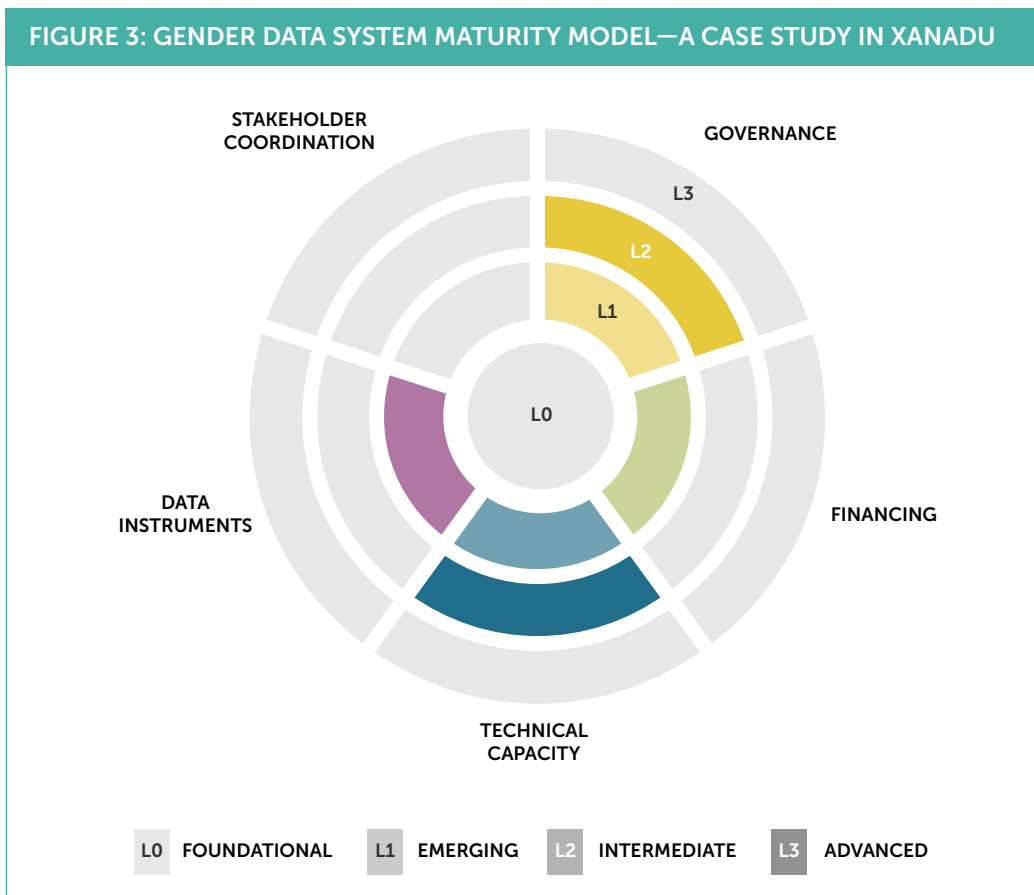 FIGURE 3: GENDER DATA SYSTEM MATURITY MODEL—A CASE STUDY IN XANADU
STAKEHOLDER
COORDINATION
GOVERNANCE
L3
L2
L1
L0
DATA
INSTRUMENTS
FINANCING
TECHNICAL
CAPACITY
L0 FOUNDATIONAL L1 EMERGING L2 INTERMEDIATE L3 ADVANCED